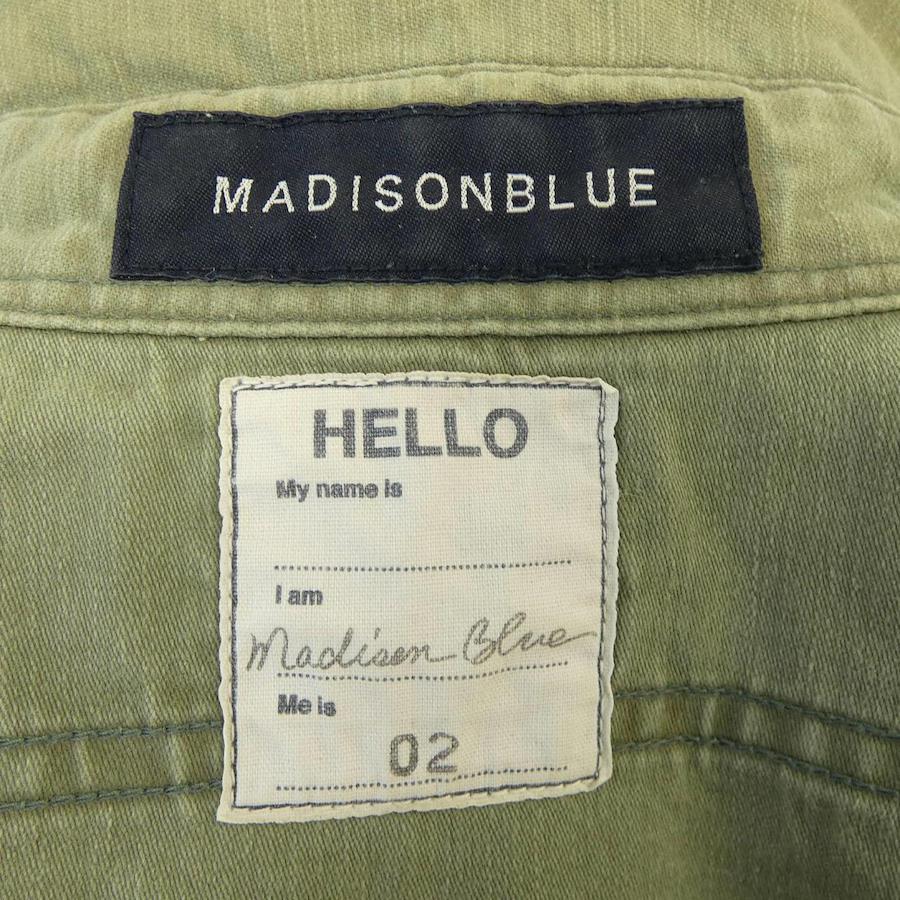 MADISONBLUE
HELLO
My name is
I am
Madison Blue
Me is
02